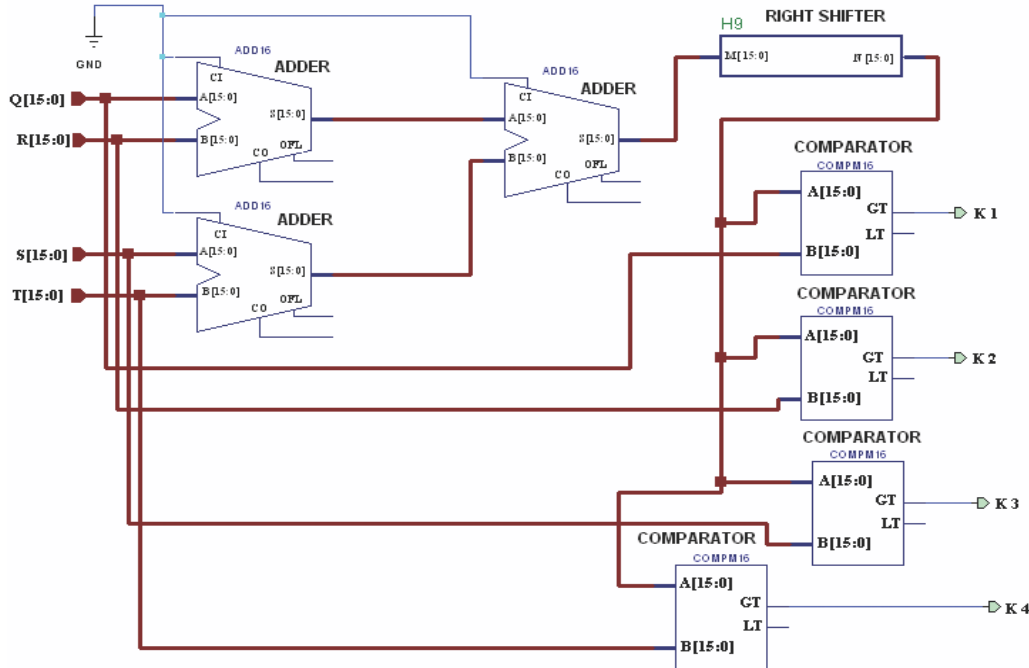 RIGHT SHIFTER
H9
M[15:0] N[15:0]
GND
ADD16
ADDER
CI
Q[15:0]
A[15:0]
S[15:0]
R[15:0]
B[15:0]
CO
OFL
ADD16
ADDER
CI
A[15:0]
S[15:0]
B[15:0]
CO
OFL
ADD16
ADDER
CI
S[15:0]
A[15:0]
S[15:0]
T[15:0]
B[15:0]
CO
OFL
COMPARATOR
COMPM16
A[15:0]
GT
K 1
LT
B[15:0]
COMPARATOR
COMPM16
A[15:0]
GT
K 2
LT
B[15:0]
COMPARATOR
COMPM16
A[15:0]
GT
K 3
LT
B[15:0]
COMPARATOR
COMPM16
A[15:0]
GT
K 4
LT
B[15:0]